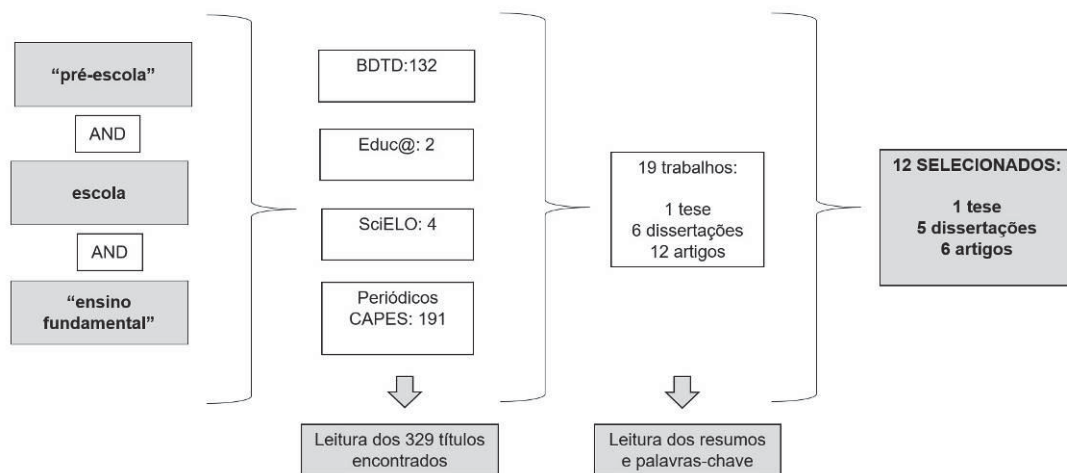 “pré-escola”
AND
escola
AND
“ensino
fundamental”
BDTD:132
Educ@: 2
SciELO: 4
Periódicos
CAPES: 191
Leitura dos 329 títulos
encontrados
19 trabalhos:
1 tese
6 dissertações
12 artigos
Leitura dos resumos
e palavras-chave
12 SELECIONADOS:
1 tese
5 dissertações
6 artigos